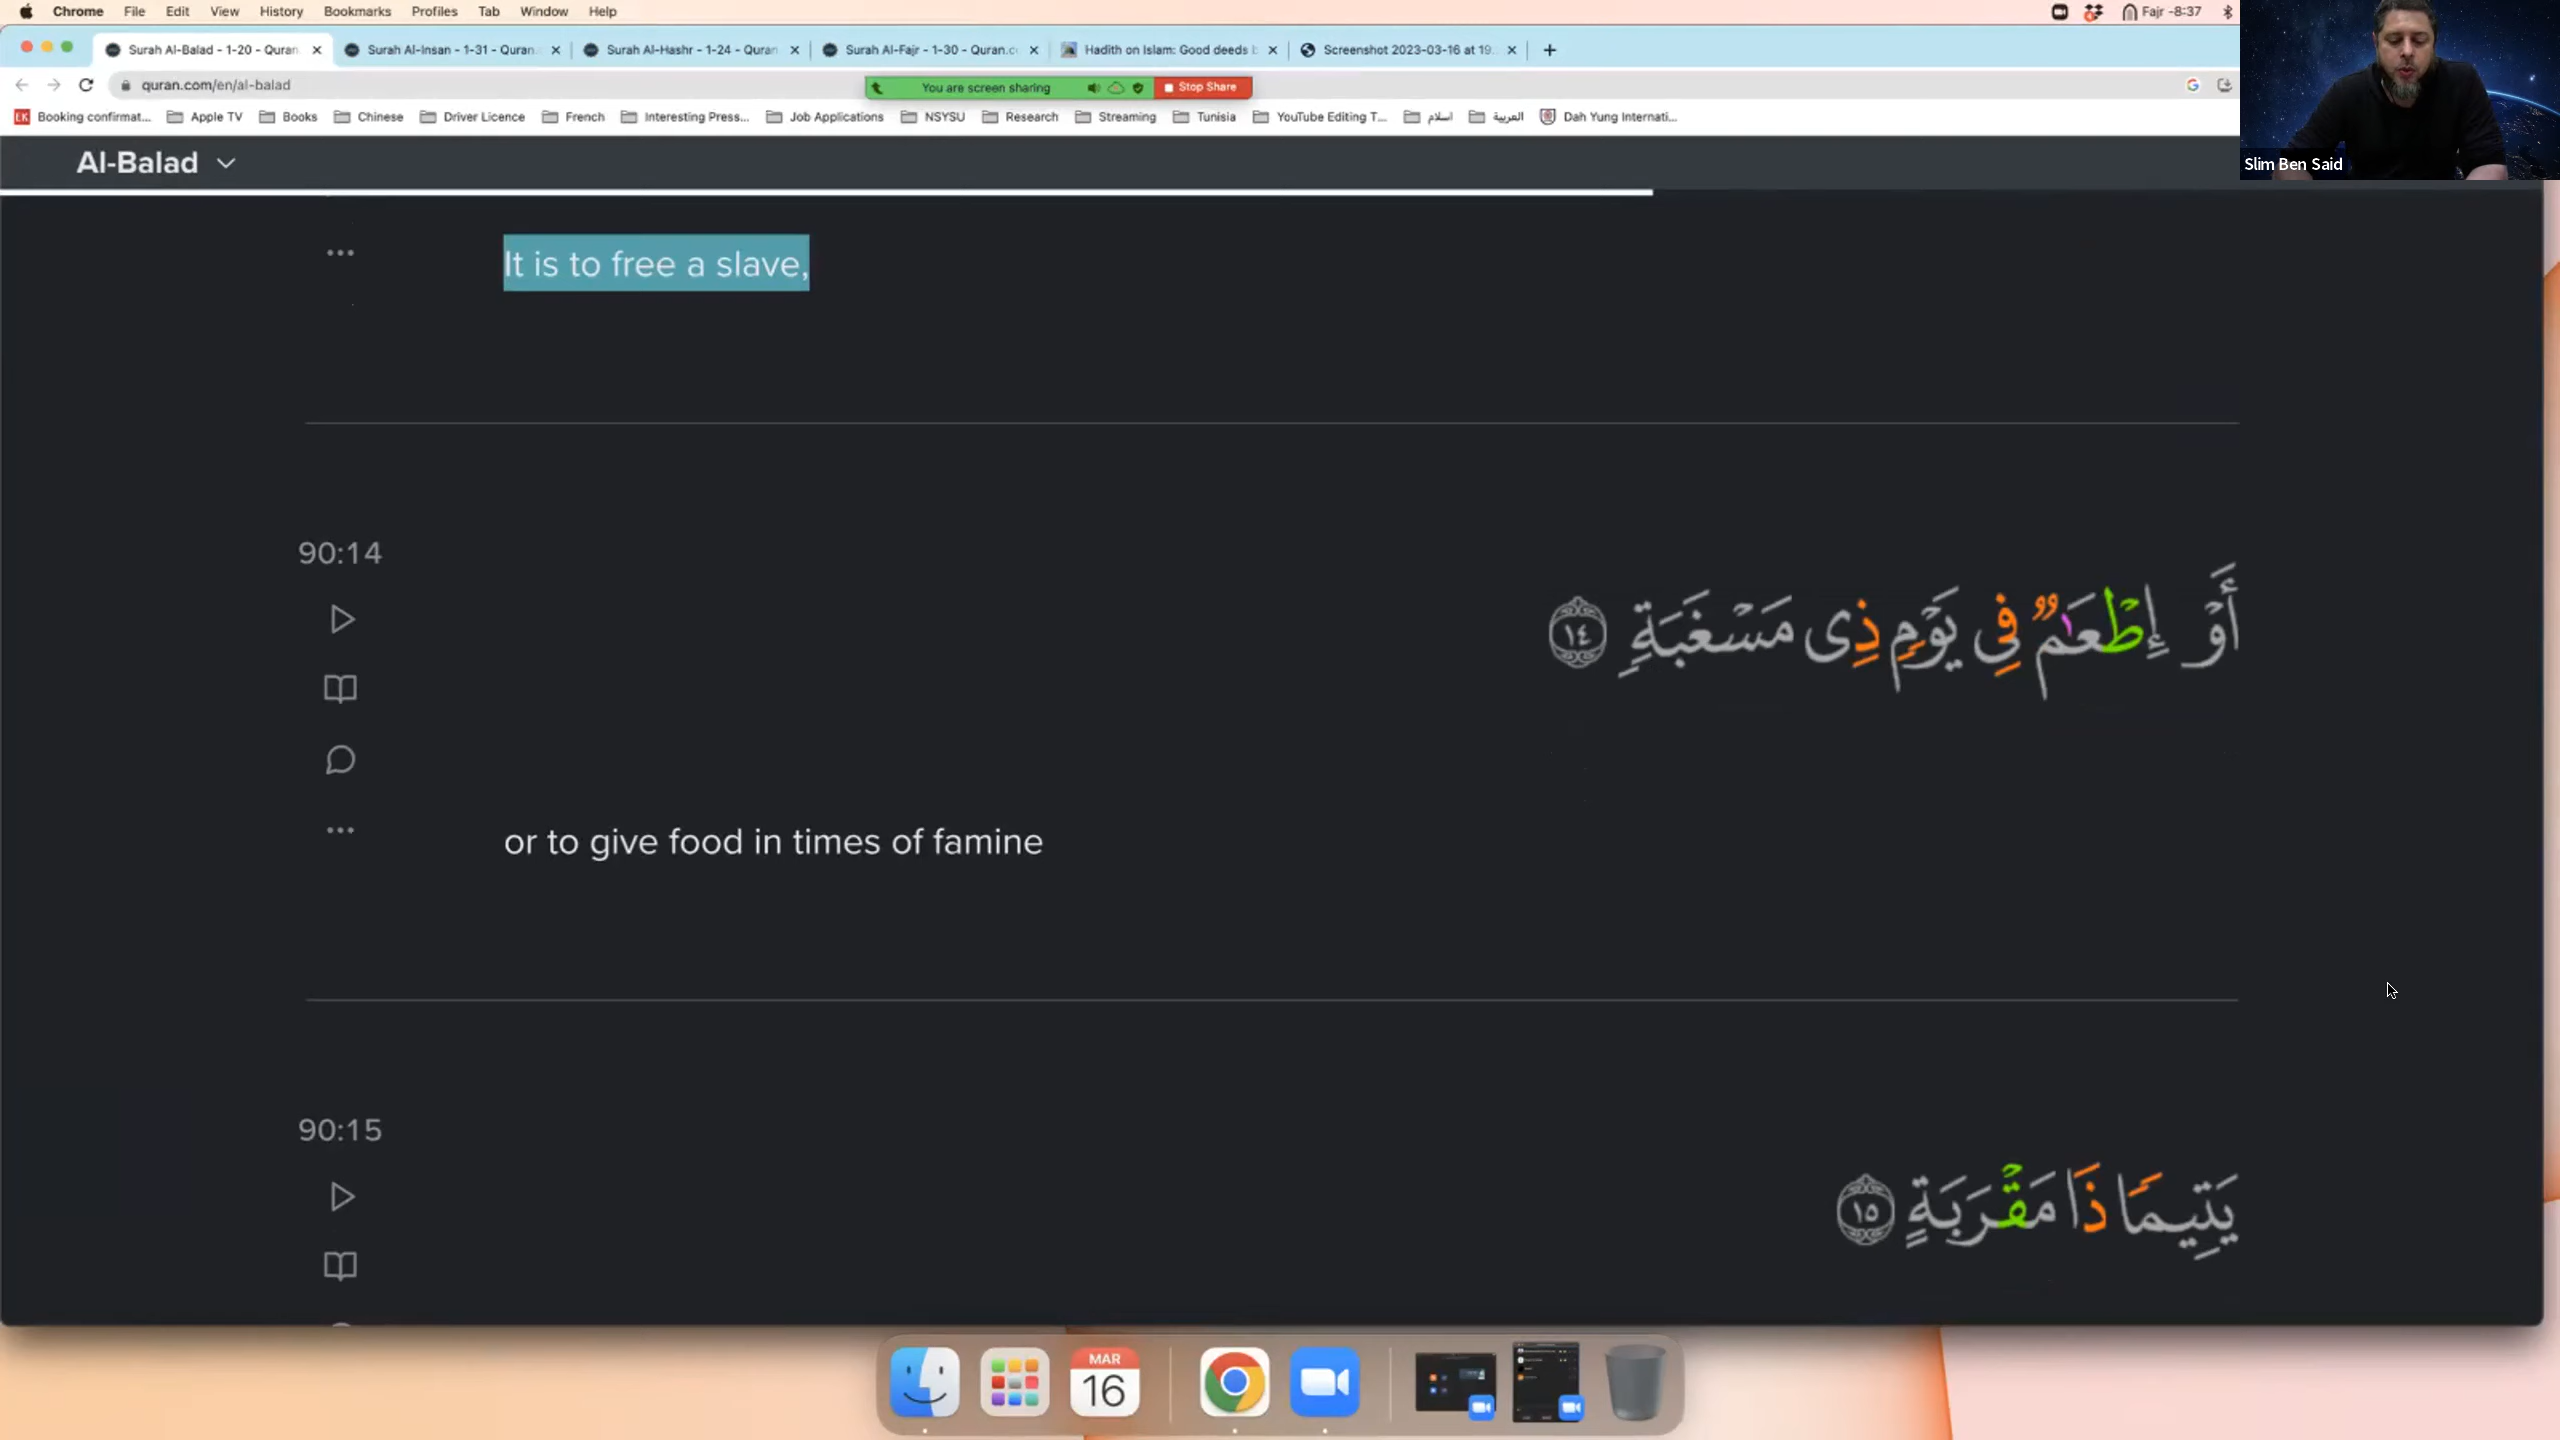 Chrome File Edit View History Bookmarks Profiles Tab Window Help Fajr -8:37
Surah Al-Balad - 1-20 - Quran. Surah Al-Insan - 1-31 - Quran. Surah Al-Hashr - 1-24 - Quran Surah Al-Fajr - 1-30 - Quran.c Hadith on Islam: Good deeds Screenshot 2023-03-16 at 19.
quran.com/en/al-balad You are screen sharing Stop Share
EK Booking confirmat... Apple TV Books Chinese Driver Licence French Interesting Press... Job Applications NSYSU Research Streaming Tunisia YouTube Editing T... اسلام العربية Dah Yung Internati...
Slim Ben Said
Al-Balad
It is to free a slave,
90:14
أَوْ إِطْعَـٰمٌ فِى يَوْمٍ ذِى مَسْغَبَةٍ ١٤
or to give food in times of famine
90:15
يَتِيمًا ذَا مَقْرَبَةٍ ١٥
MAR
16